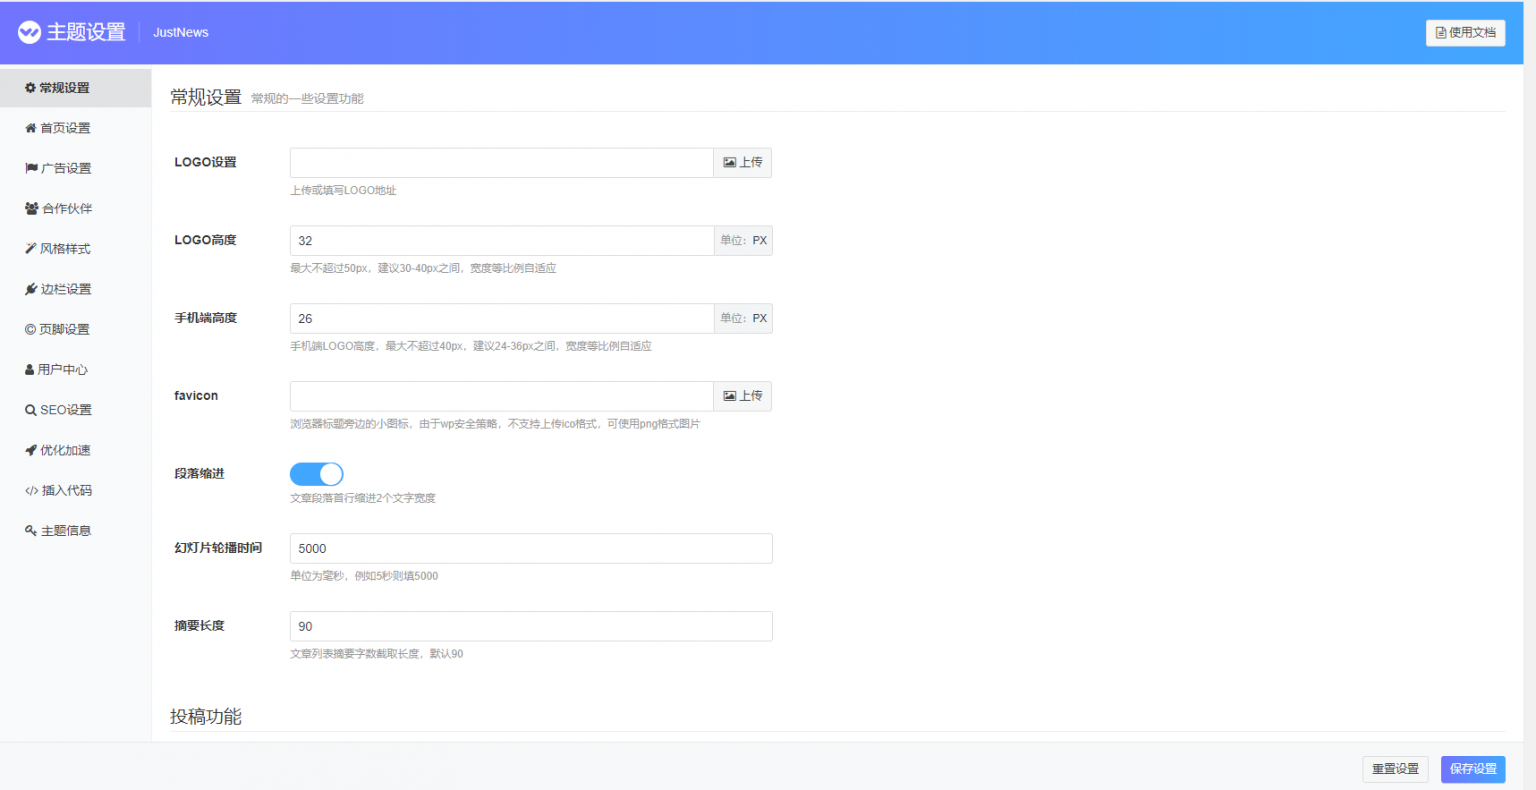 主题设置
JustNews
使用文档
常规设置
首页设置
广告设置
合作伙伴
风格样式
边栏设置
页脚设置
用户中心
SEO设置
优化加速
插入代码
主题信息
常规设置 常规的一些设置功能
LOGO设置
上传
上传或填写LOGO地址
LOGO高度
32
单位: PX
最大不超过50px，建议30-40px之间，宽度等比例自适应
手机端高度
26
单位: PX
手机端LOGO高度，最大不超过40px，建议24-36px之间，宽度等比例自适应
favicon
上传
浏览器标题旁边的小图标，由于wp安全策略，不支持上传ico格式，可使用png格式图片
段落缩进
文章段落首行缩进2个文字宽度
幻灯片轮播时间
5000
单位为毫秒，例如5秒则填5000
摘要长度
90
文章列表摘要字数截取长度，默认90
投稿功能
重置设置
保存设置